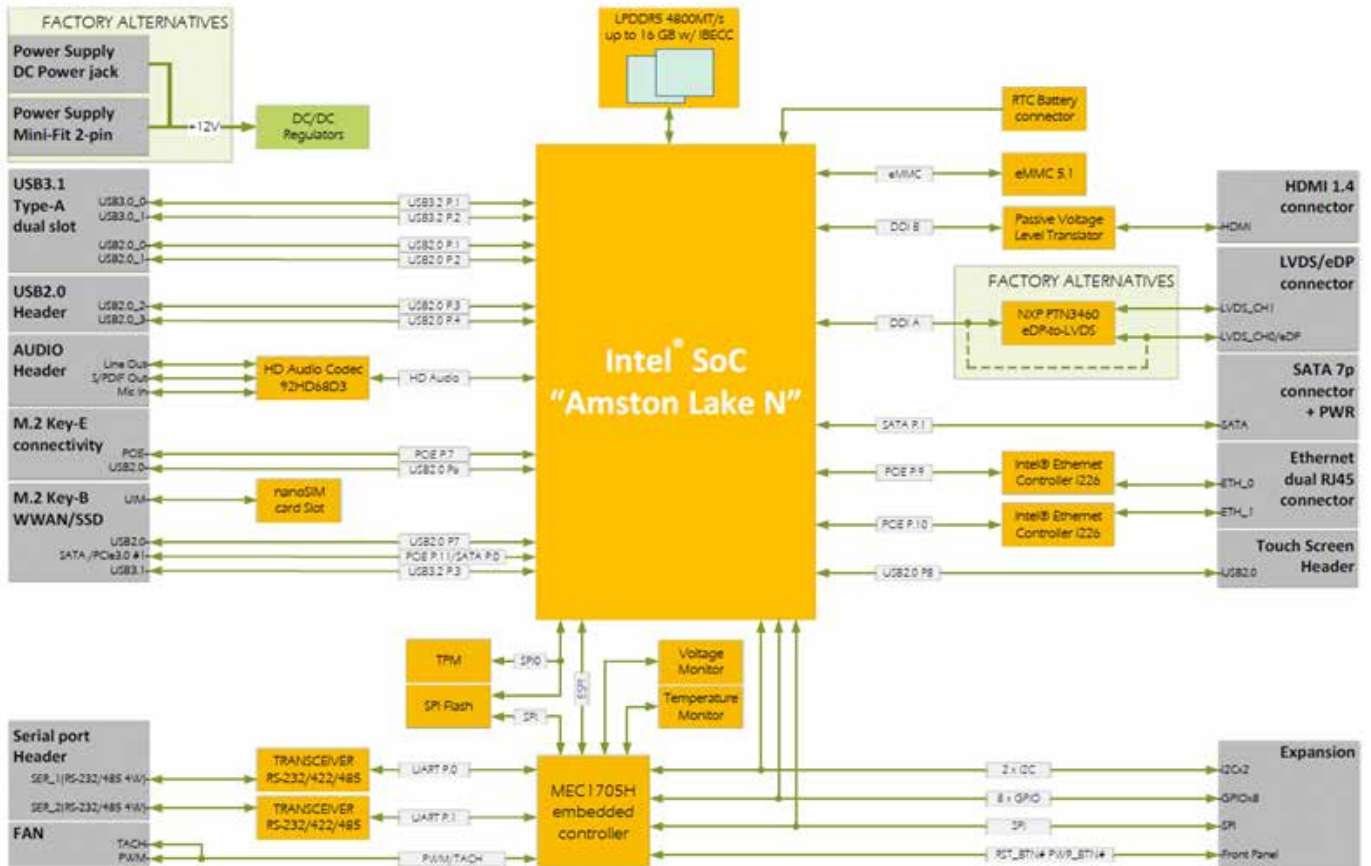 FACTORY ALTERNATIVES
Power Supply
DC Power jack
Power Supply
Mini-Fit 2-pin
+12V
DC/DC
Regulators
LPDDR5 4800MT/s
up to 16 GB w/ IBECC
RTC Battery
connector
USB3.1
Type-A
dual slot
USB3.0_0
USB3.0_1
USB2.0_0
USB2.0_1
USB3.2 P.1
USB3.2 P.2
USB2.0 P.1
USB2.0 P.2
USB2.0
Header
USB2.0_2
USB2.0_3
USB2.0 P.3
USB2.0 P.4
AUDIO
Header
Line Out
S/PDIF Out
Mic In
HD Audio Codec
92HD68D3
HD Audio
M.2 Key-E
connectivity
PCIE
USB2.0
PCIE P.7
USB2.0 P6
M.2 Key-B
WWAN/SSD
UIM
nanoSIM
card Slot
USB2.0
SATA /PCIe3.0 #1
USB3.1
USB2.0 P7
PCIE P.11/SATA P.0
USB3.2 P.3
Intel® SoC
"Amston Lake N"
eMMC
eMMC 5.1
DDI B
Passive Voltage
Level Translator
HDMI 1.4
connector
HDMI
FACTORY ALTERNATIVES
DDI A
NXP PTN3460
eDP-to-LVDS
LVDS/eDP
connector
LVDS_CH1
LVDS_CH0/eDP
SATA 7p
connector
+ PWR
SATA P.1
SATA
PCIE P.9
Intel® Ethernet
Controller i226
PCIE P.10
Intel® Ethernet
Controller i226
Ethernet
dual RJ45
connector
ETH_0
ETH_1
Touch Screen
Header
USB2.0 P8
USB2.0
TPM
SPI0
SPI Flash
SPI
eSPI
Voltage
Monitor
Temperature
Monitor
Serial port
Header
SER_1(RS-232/485 4W)
SER_2(RS-232/485 4W)
TRANSCEIVER
RS-232/422/485
TRANSCEIVER
RS-232/422/485
UART P.0
UART P.1
FAN
TACH
PWM
PWM/TACH
MEC1705H
embedded
controller
2 x I2C
8 x GPIO
SPI
RST_BTN# PWR_BTN#
Expansion
I2Cx2
GPIOx8
SPI
Front Panel